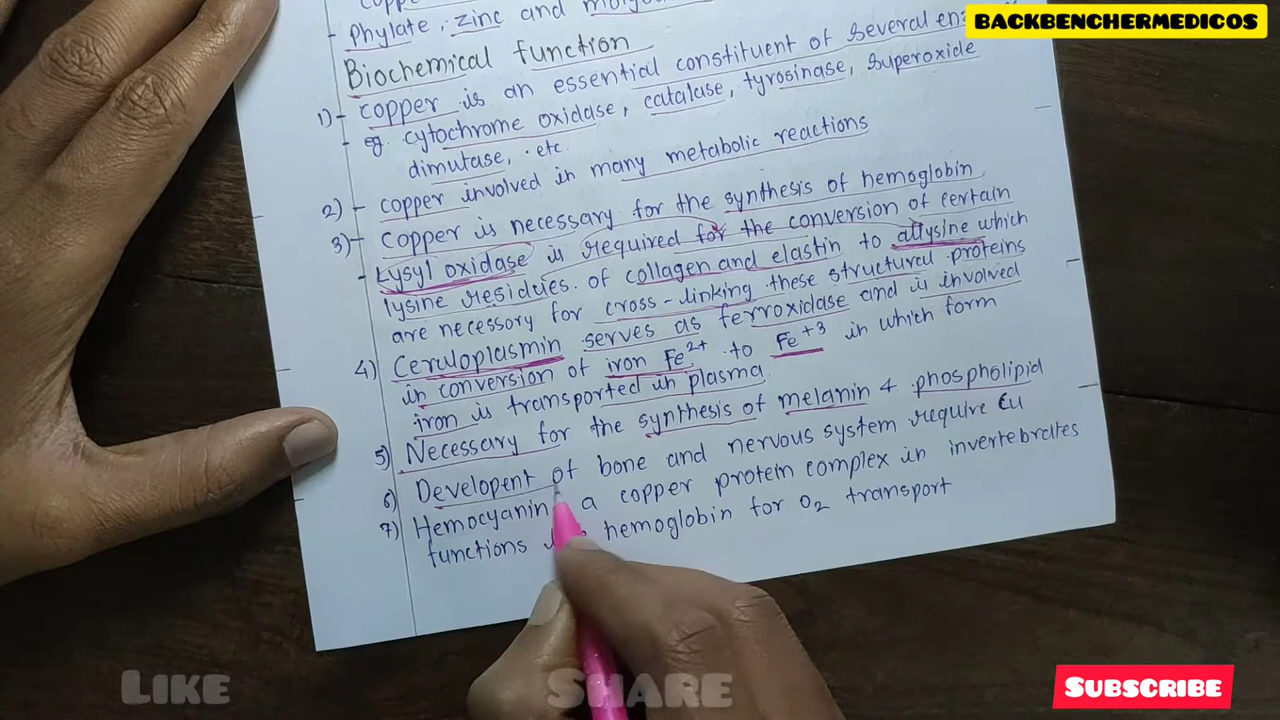 BACKBENCHERMEDICOS
phylate, zinc and
Biochemical function
1) - copper is an essential constituent of several
eg. cytochrome oxidase, catalase, tyrosinase, superoxide
dimutase, etc.
2) - copper involved in many metabolic reactions
3) - Copper is necessary for the synthesis of hemoglobin
- Lysyl oxidase is required for the conversion of certain
lysine residues of collagen and elastin to allysine which
are necessory for cross-linking these structural proteins
4) Ceruloplasmin serves as ferroxidase and is involved
in conversion of iron Fe2+ to Fe+3 in which form
iron is transported in plasma
5) Necessary for the synthesis of melanin & phospholipid
6) Developent of bone and nervous system require Cu
7) Hemocyanin, a copper protein complex in invertebrates
functions hemoglobin for O2 transport
LIKE
SHARE
SUBSCRIBE